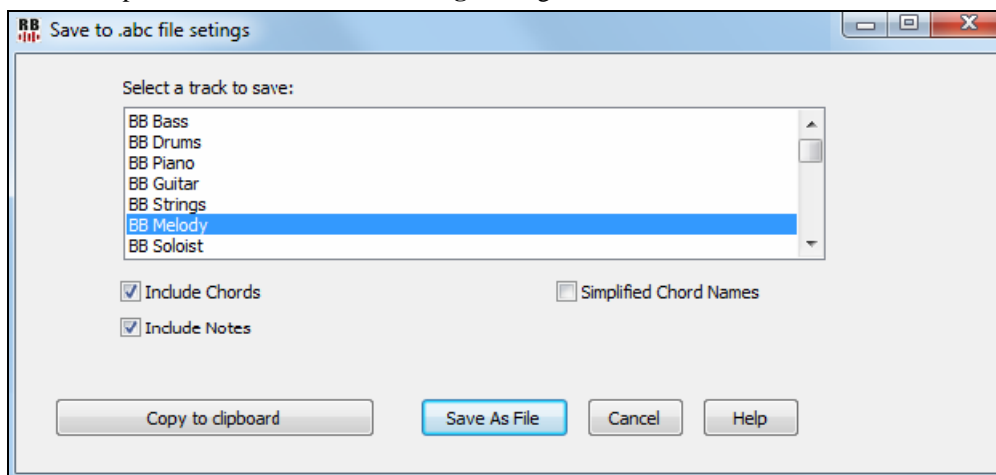 RB Save to .abc file setings
Select a track to save:
BB Bass
BB Drums
BB Piano
BB Guitar
BB Strings
BB Melody
BB Soloist
Include Chords
Simplified Chord Names
Include Notes
Copy to clipboard
Save As File
Cancel
Help